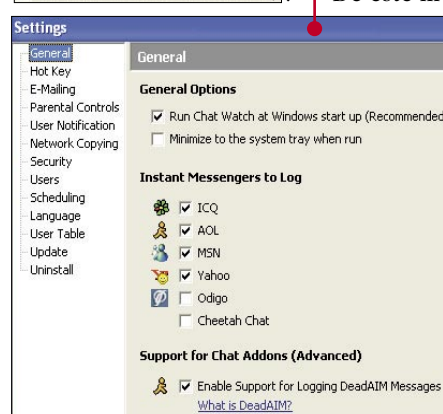 Settings
General
Hot Key
E-Mailing
Parental Controls
User Notification
Network Copying
Security
Users
Scheduling
Language
User Table
Update
Uninstall
General
General Options
Run Chat Watch at Windows start up (Recommended
Minimize to the system tray when run
Instant Messengers to Log
ICQ
AOL
MSN
Yahoo
Odigo
Cheetah Chat
Support for Chat Addons (Advanced)
Enable Support for Logging DeadAIM Messages
What is DeadAIM?